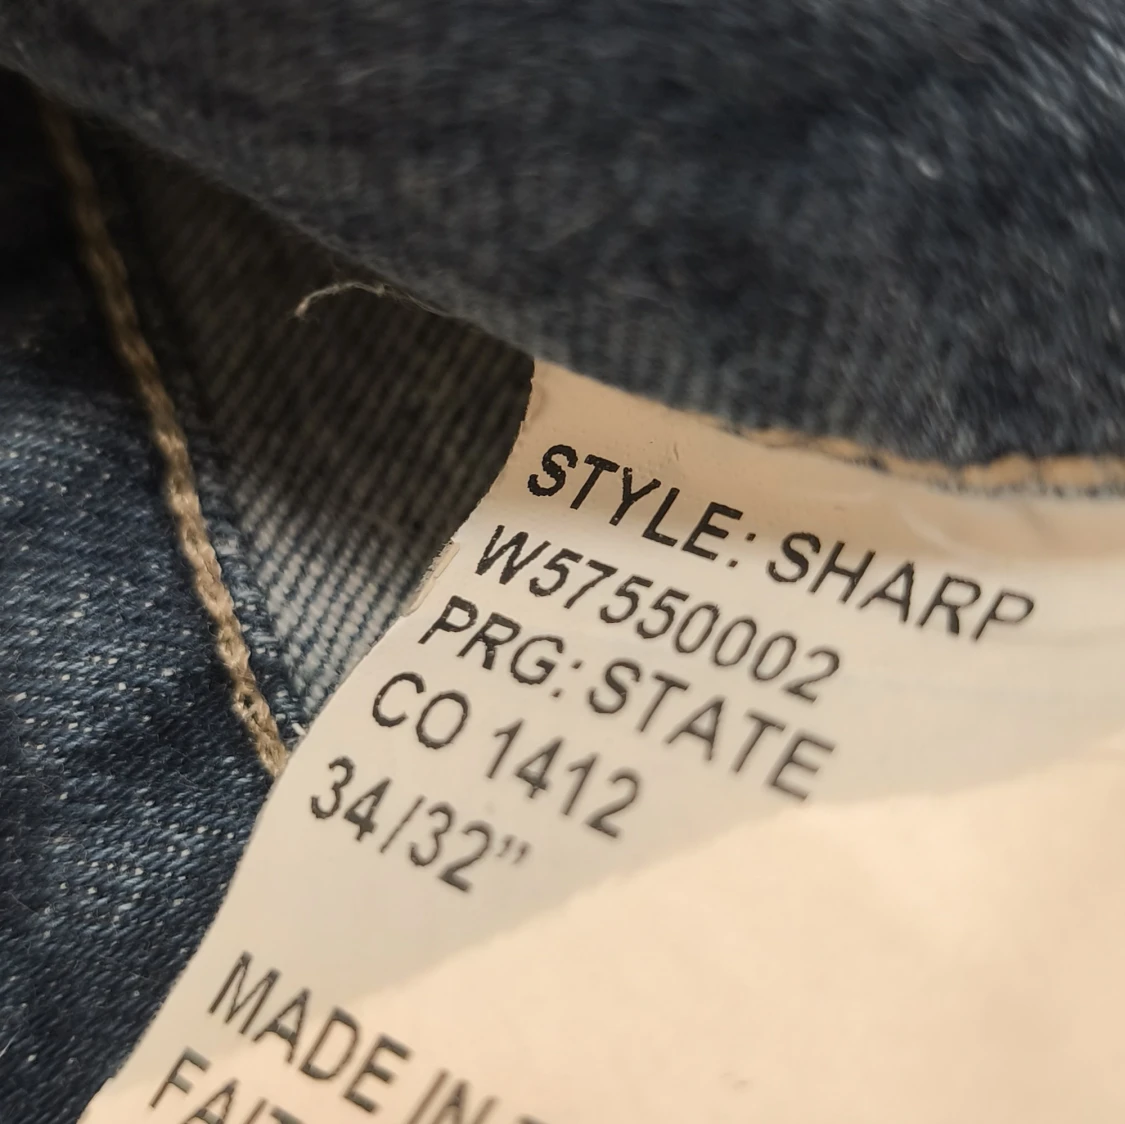 STYLE: SHARP
W57550002
PRG: STATE
CO 1412
34/32”
MADE IN